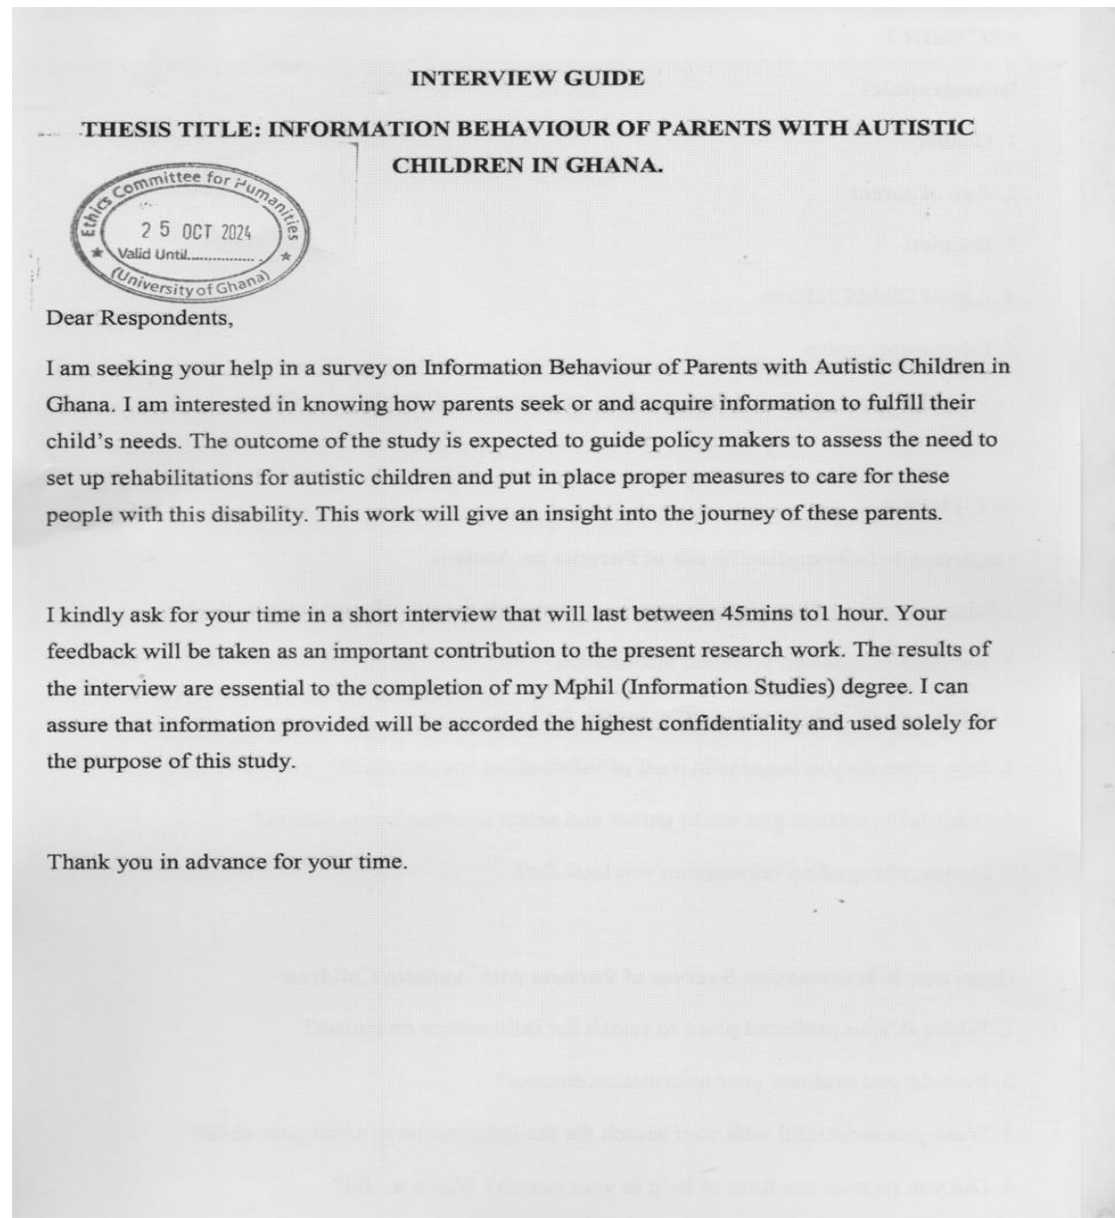 INTERVIEW GUIDE
THESIS TITLE: INFORMATION BEHAVIOUR OF PARENTS WITH AUTISTIC
CHILDREN IN GHANA.
Ethics Committee for Humanities
25 OCT 2024
Valid Until................
(University of Ghana)
Dear Respondents,
I am seeking your help in a survey on Information Behaviour of Parents with Autistic Children in
Ghana. I am interested in knowing how parents seek or and acquire information to fulfill their
child's needs. The outcome of the study is expected to guide policy makers to assess the need to
set up rehabilitations for autistic children and put in place proper measures to care for these
people with this disability. This work will give an insight into the journey of these parents.
I kindly ask for your time in a short interview that will last between 45mins to1 hour. Your
feedback will be taken as an important contribution to the present research work. The results of
the interview are essential to the completion of my Mphil (Information Studies) degree. I can
assure that information provided will be accorded the highest confidentiality and used solely for
the purpose of this study.
Thank you in advance for your time.